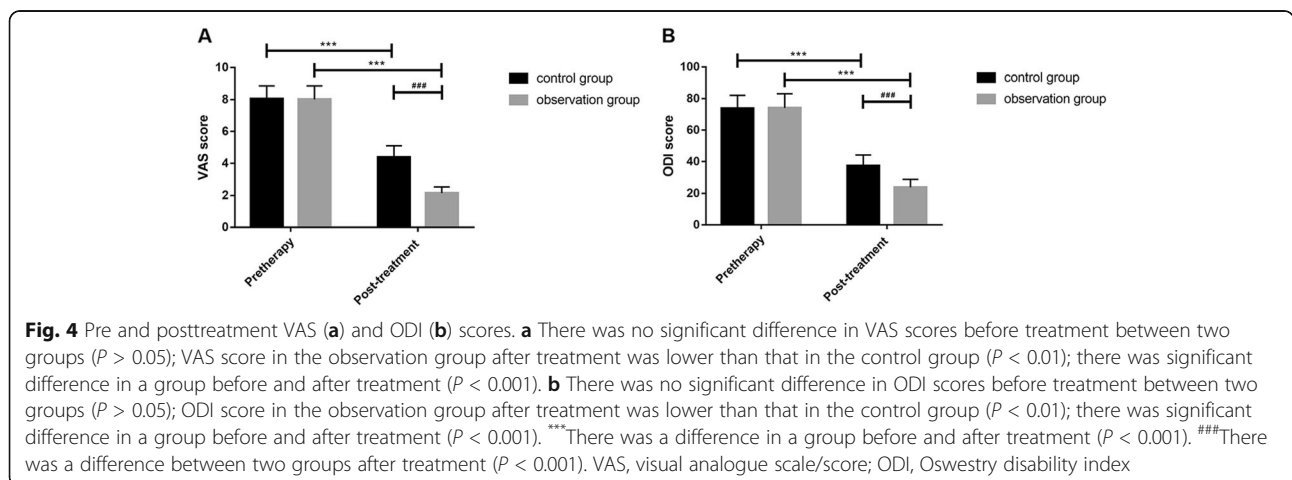 A
***
***
###
10
8
6
4
2
0
VAS score
Pretherapy
Post-treatment
control group
observation group
B
***
***
###
100
80
60
40
20
0
ODI score
Pretherapy
Post-treatment
control group
observation group
Fig. 4 Pre and posttreatment VAS (a) and ODI (b) scores. a There was no significant difference in VAS scores before treatment between two
groups (P > 0.05); VAS score in the observation group after treatment was lower than that in the control group (P < 0.01); there was significant
difference in a group before and after treatment (P < 0.001). b There was no significant difference in ODI scores before treatment between two
groups (P > 0.05); ODI score in the observation group after treatment was lower than that in the control group (P < 0.01); there was significant
difference in a group before and after treatment (P < 0.001). ***There was a difference in a group before and after treatment (P < 0.001). ###There
was a difference between two groups after treatment (P < 0.001). VAS, visual analogue scale/score; ODI, Oswestry disability index